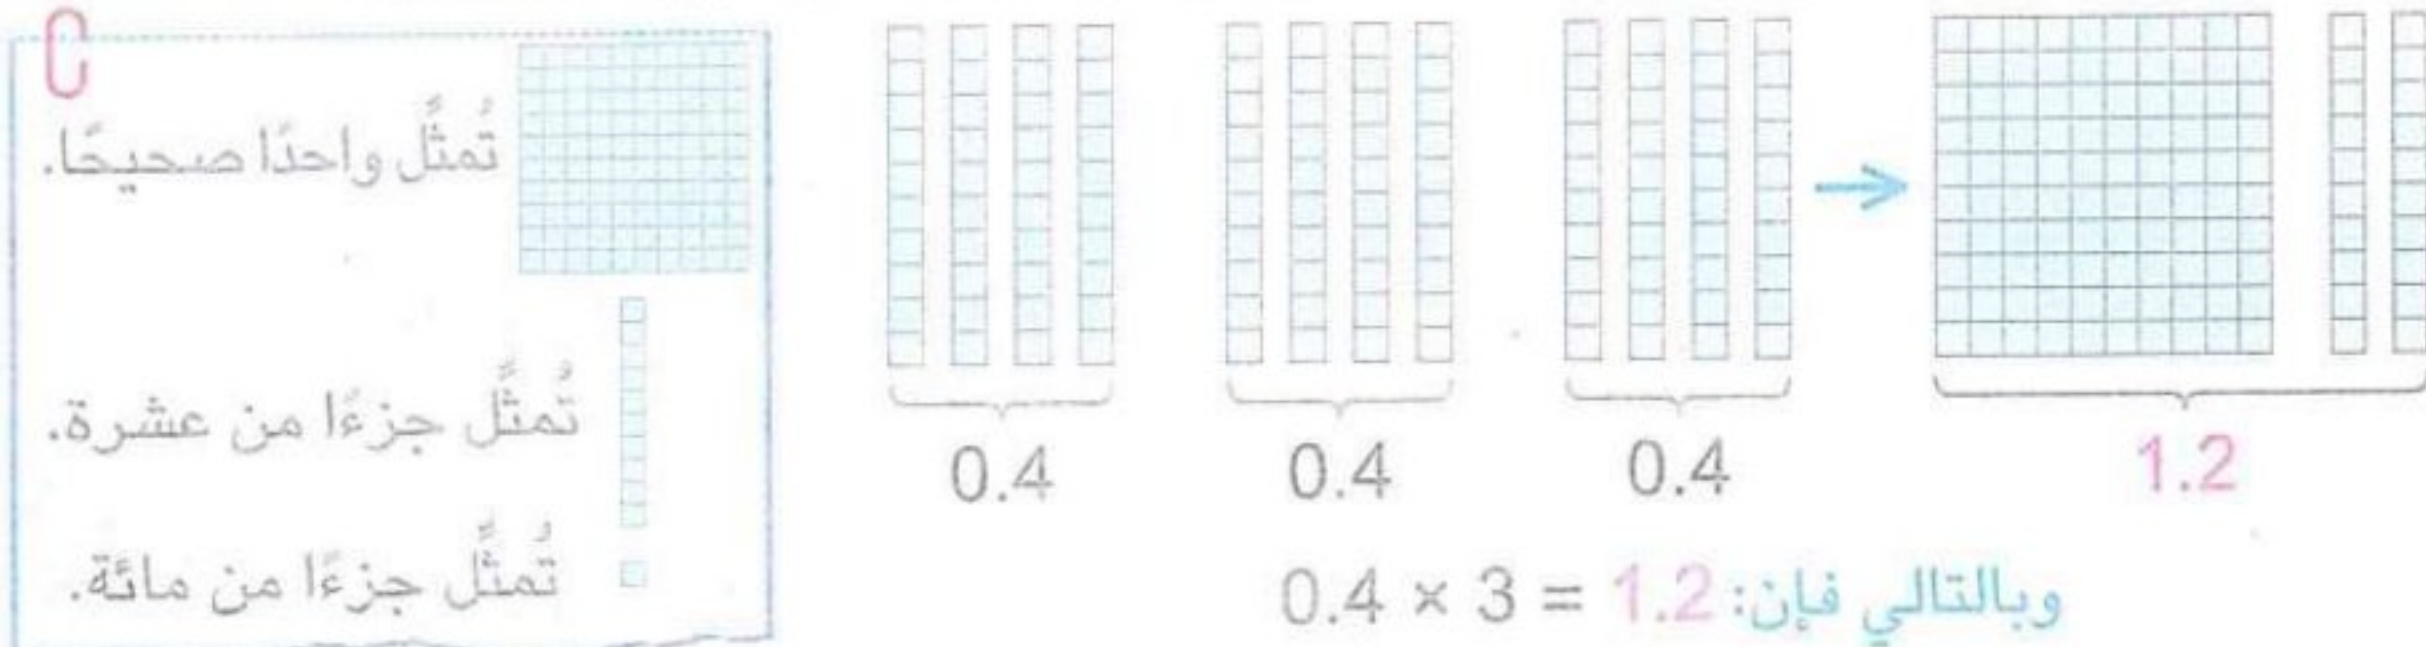 تُمثِّل واحدًا صحيحًا.
تُمثِّل جزءًا من عشرة.
تُمثِّل جزءًا من مائة.
0.4 0.4 0.4 1.2
وبالتالي فإن: 0.4 × 3 = 1.2